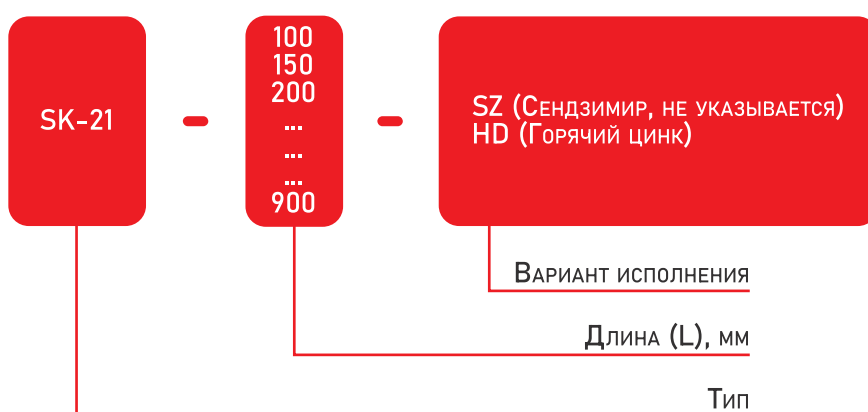 SK-21
-
100
150
200
...
...
...
900
-
SZ (Сендзимир, не указывается)
HD (Горячий цинк)
Вариант исполнения
Длина (L), мм
Тип